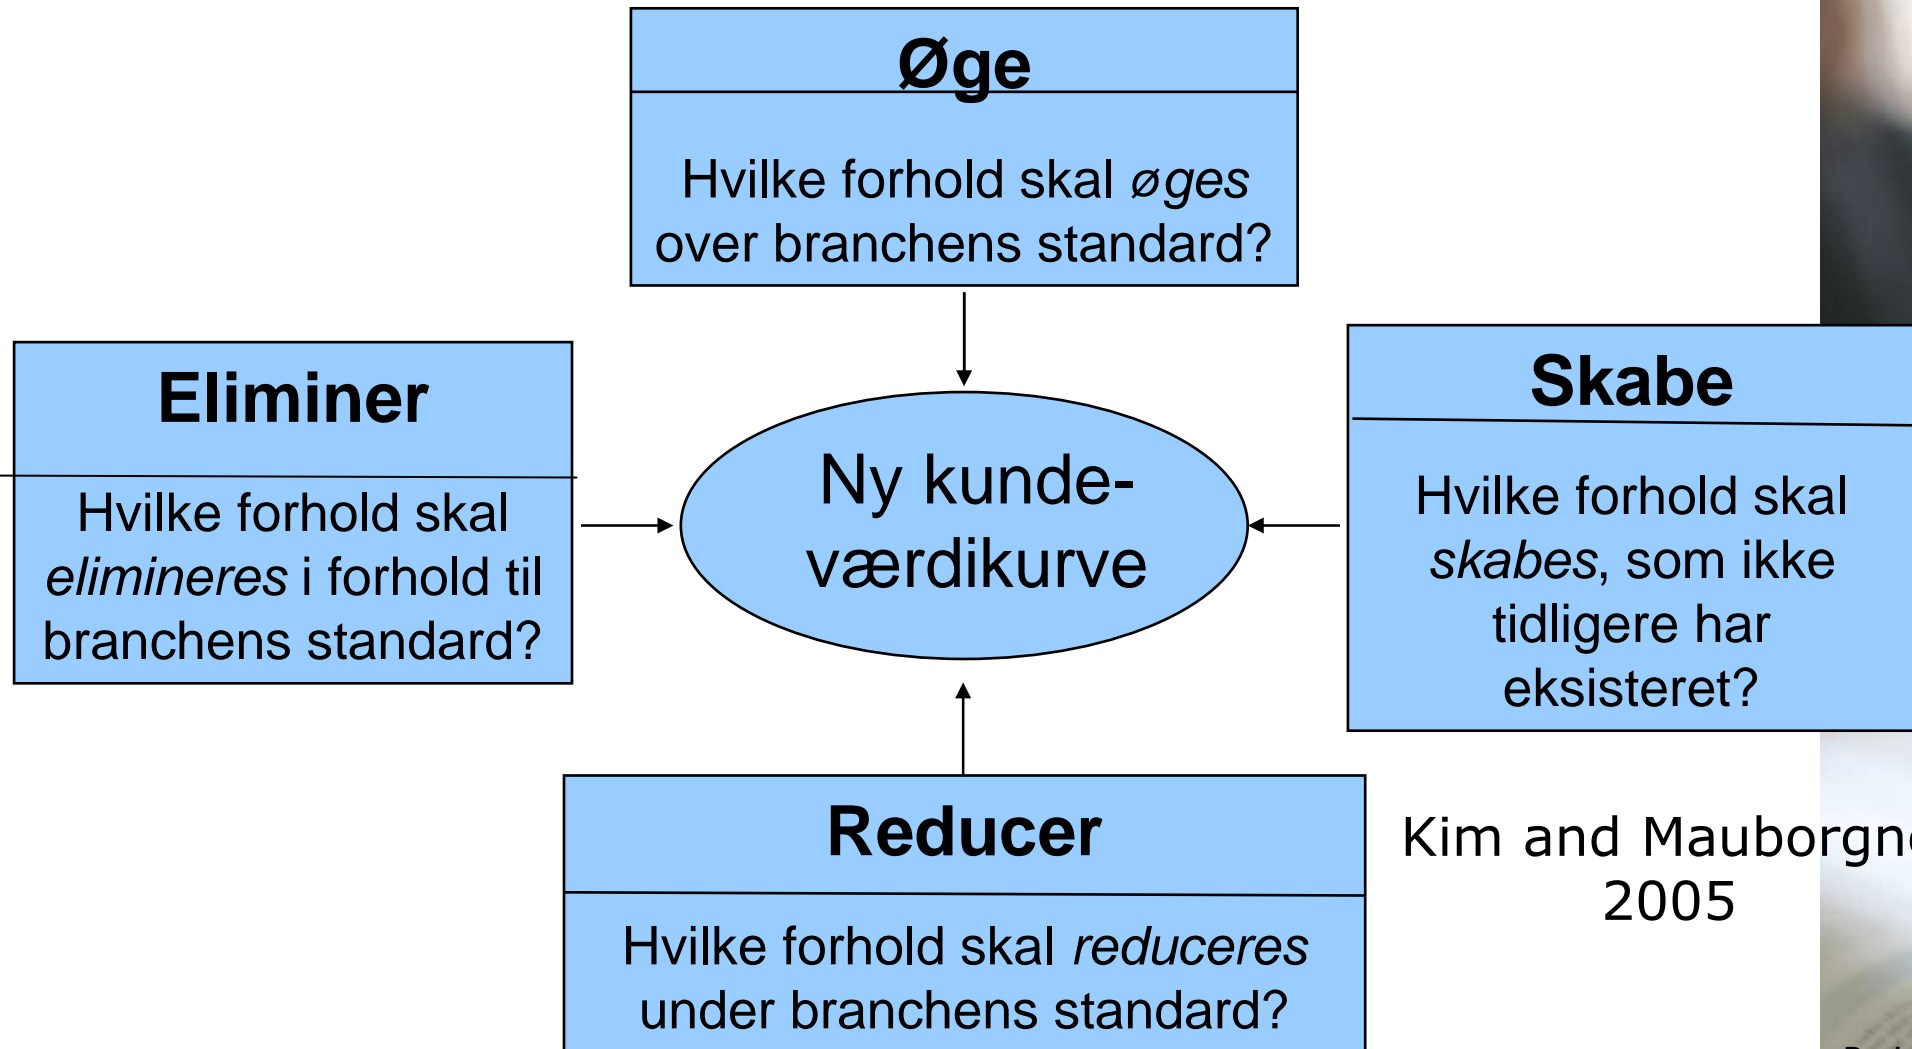 Øge
Hvilke forhold skal øges
over branchens standard?
Eliminer
Hvilke forhold skal
elimineres i forhold til
branchens standard?
Ny kunde-
værdikurve
Skabe
Hvilke forhold skal
skabes, som ikke
tidligere har
eksisteret?
Reducer
Hvilke forhold skal reduceres
under branchens standard?
Kim and Mauborgne
2005